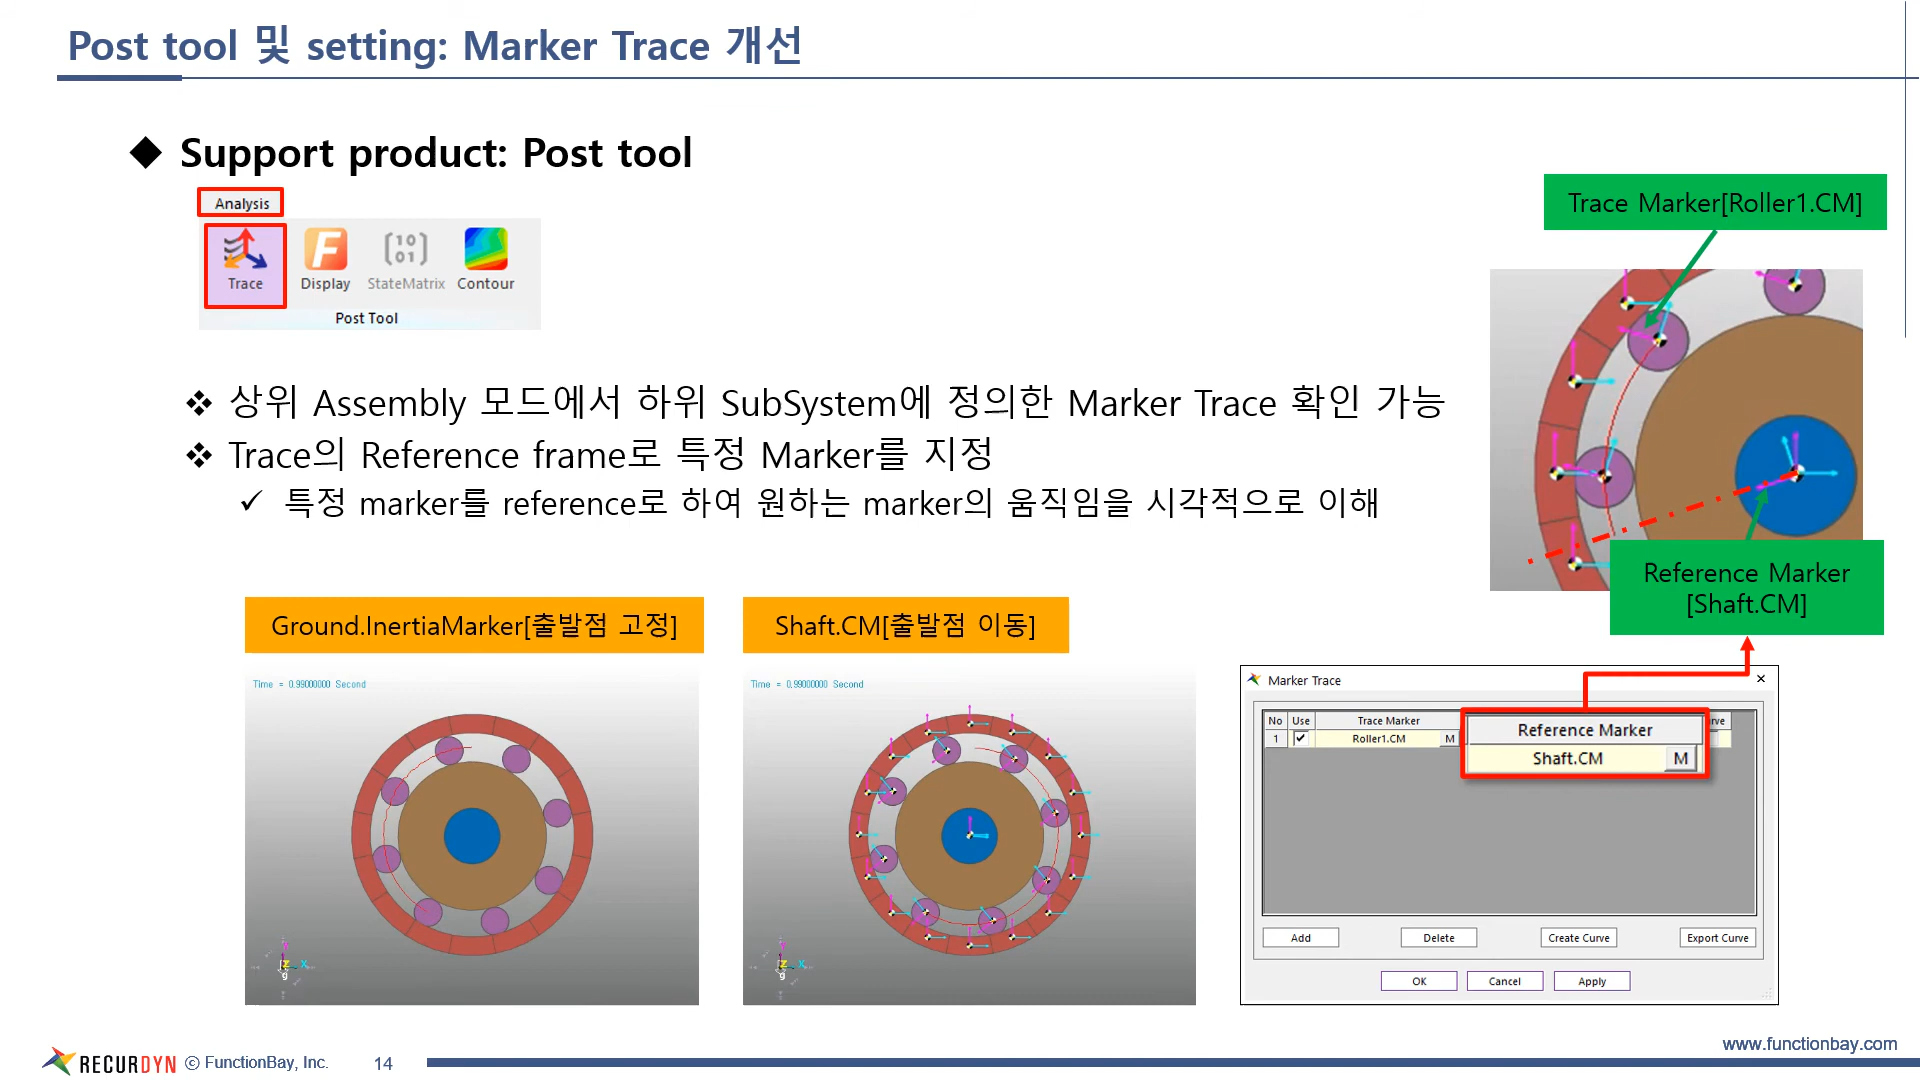 Post tool 및 setting: Marker Trace 개선
◆ Support product: Post tool
Analysis
Trace
Display
StateMatrix
Contour
Post Tool
Trace Marker[Roller1.CM]
❖ 상위 Assembly 모드에서 하위 SubSystem에 정의한 Marker Trace 확인 가능
❖ Trace의 Reference frame로 특정 Marker를 지정
✓ 특정 marker를 reference로 하여 원하는 marker의 움직임을 시각적으로 이해
Reference Marker
[Shaft.CM]
Ground.InertiaMarker[출발점 고정]
Shaft.CM[출발점 이동]
Time = 0.99000000 Second
Time = 0.99000000 Second
Marker Trace
No Use Trace Marker
1 Roller1.CM M
Reference Marker
Shaft.CM M
Add Delete Create Curve Export Curve
OK Cancel Apply
RECURDYN © FunctionBay, Inc. 14
www.functionbay.com